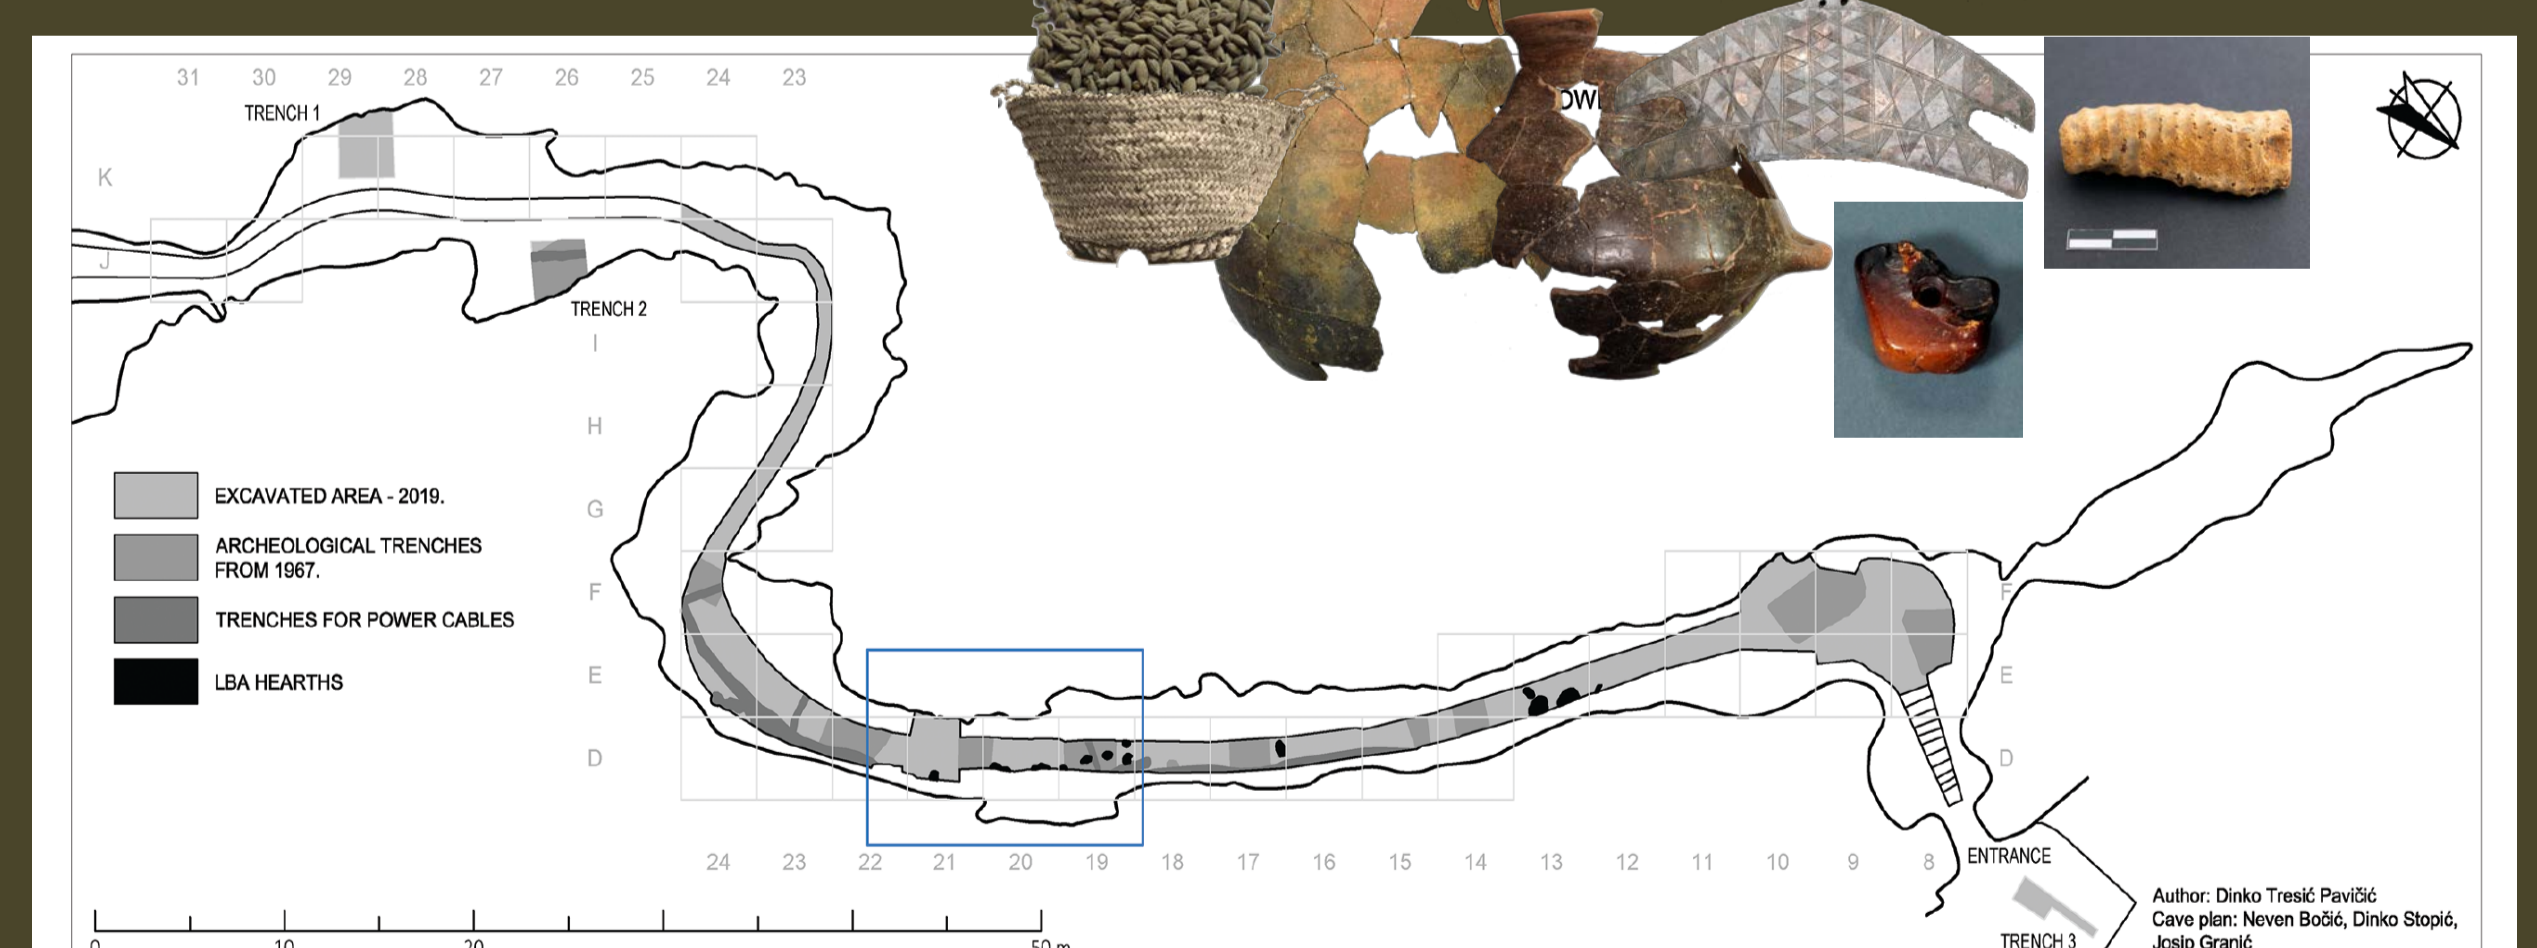 31 30 29 28 27 26 25 24 23
TRENCH 1
K
J
TRENCH 2
I
H
G
F
E
D
EXCAVATED AREA - 2019.
ARCHEOLOGICAL TRENCHES
FROM 1967.
TRENCHES FOR POWER CABLES
LBA HEARTHS
F
E
D
24 23 22 21 20 19 18 17 16 15 14 13 12 11 10 9 8
ENTRANCE
TRENCH 3
0 10 20 50 m
Author: Dinko Tresić Pavičić
Cave plan: Neven Bočić, Dinko Stopić,
Josip Granić